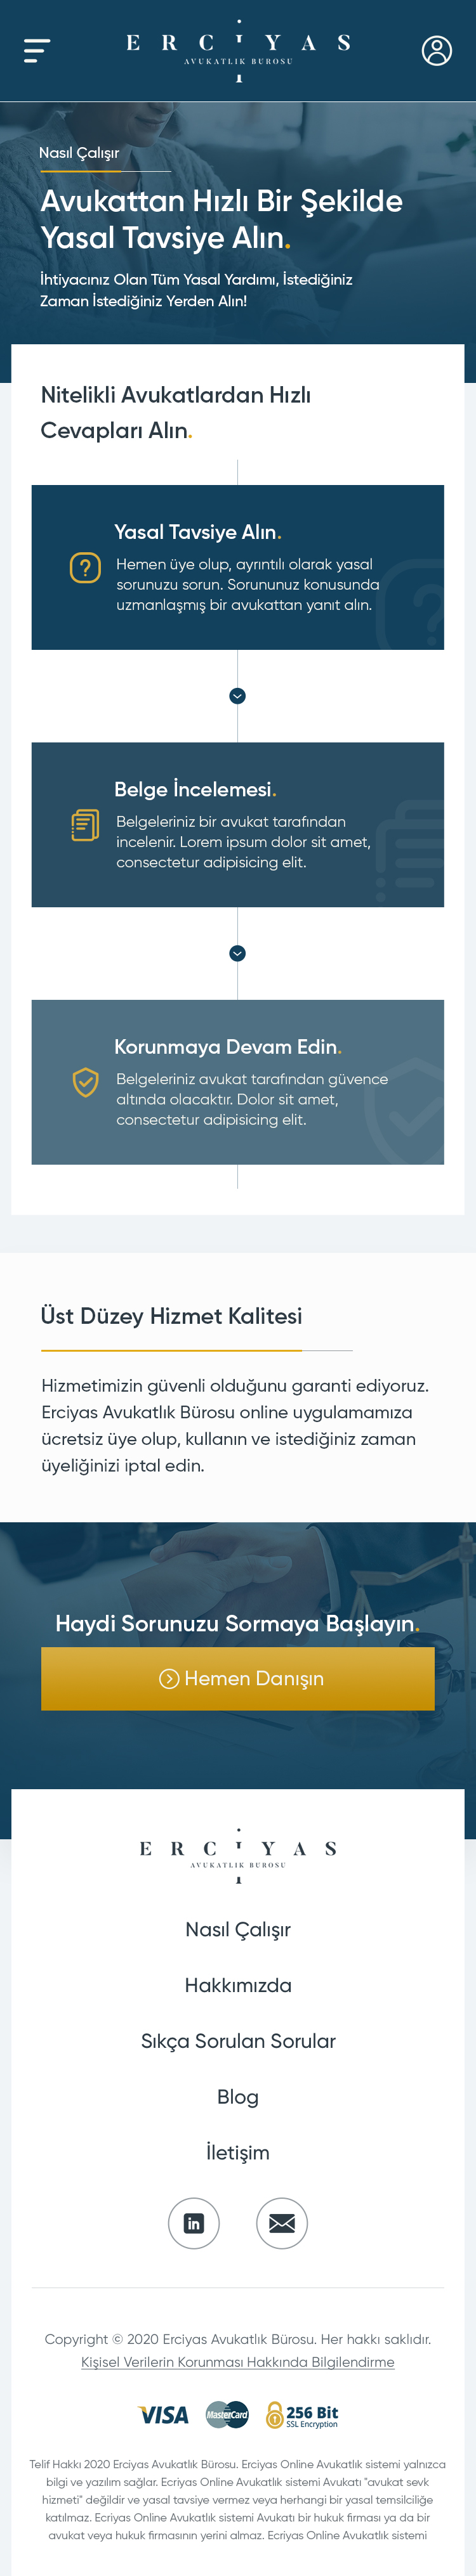 ERCIYAS
AVUKATLIK BÜROSU
Nasıl Çalışır
Avukattan Hızlı Bir Şekilde
Yasal Tavsiye Alın.
İhtiyacınız Olan Tüm Yasal Yardımı, İstediğiniz
Zaman İstediğiniz Yerden Alın!
Nitelikli Avukatlardan Hızlı
Cevapları Alın.
Yasal Tavsiye Alın.
Hemen üye olup, ayrıntılı olarak yasal
sorunuzu sorun. Sorununuz konusunda
uzmanlaşmış bir avukattan yanıt alın.
Belge İncelemesi.
Belgeleriniz bir avukat tarafından
incelenir. Lorem ipsum dolor sit amet,
consectetur adipisicing elit.
Korunmaya Devam Edin.
Belgeleriniz avukat tarafından güvence
altında olacaktır. Dolor sit amet,
consectetur adipisicing elit.
Üst Düzey Hizmet Kalitesi
Hizmetimizin güvenli olduğunu garanti ediyoruz.
Erciyas Avukatlık Bürosu online uygulamamıza
ücretsiz üye olup, kullanın ve istediğiniz zaman
üyeliğinizi iptal edin.
Haydi Sorunuzu Sormaya Başlayın.
Hemen Danışın
ERCIYAS
AVUKATLIK BÜROSU
Nasıl Çalışır
Hakkımızda
Sıkça Sorulan Sorular
Blog
İletişim
in
Copyright © 2020 Erciyas Avukatlık Bürosu. Her hakkı saklıdır.
Kişisel Verilerin Korunması Hakkında Bilgilendirme
VISA MasterCard 256 Bit
SSL Encryption
Telif Hakkı 2020 Erciyas Avukatlık Bürosu. Erciyas Online Avukatlık sistemi yalnızca
bilgi ve yazılım sağlar. Ecriyas Online Avukatlık sistemi Avukatı "avukat sevk
hizmeti" değildir ve yasal tavsiye vermez veya herhangi bir yasal temsilciliğe
katılmaz. Ecriyas Online Avukatlık sistemi Avukatı bir hukuk firması ya da bir
avukat veya hukuk firmasının yerini almaz. Ecriyas Online Avukatlık sistemi